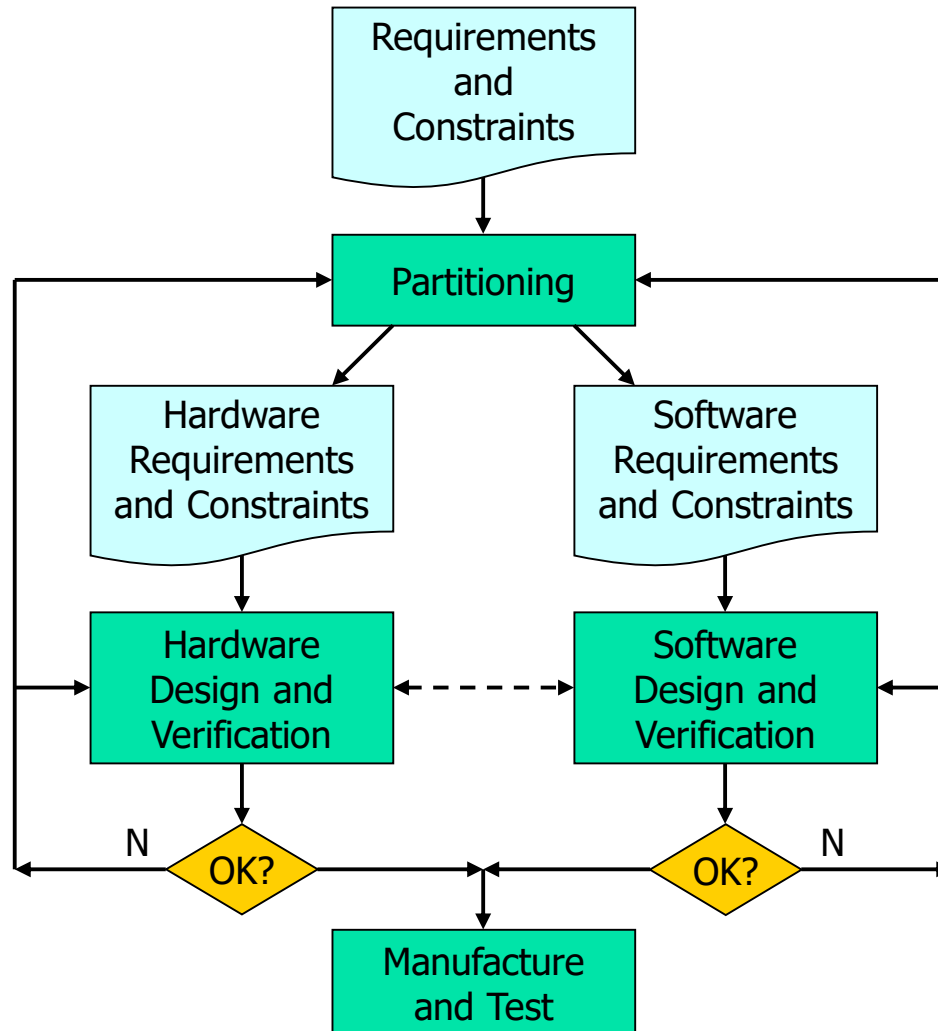 Requirements
and
Constraints
Partitioning
Hardware
Requirements
and Constraints
Software
Requirements
and Constraints
Hardware
Design and
Verification
Software
Design and
Verification
N
OK?
OK?
N
Manufacture
and Test